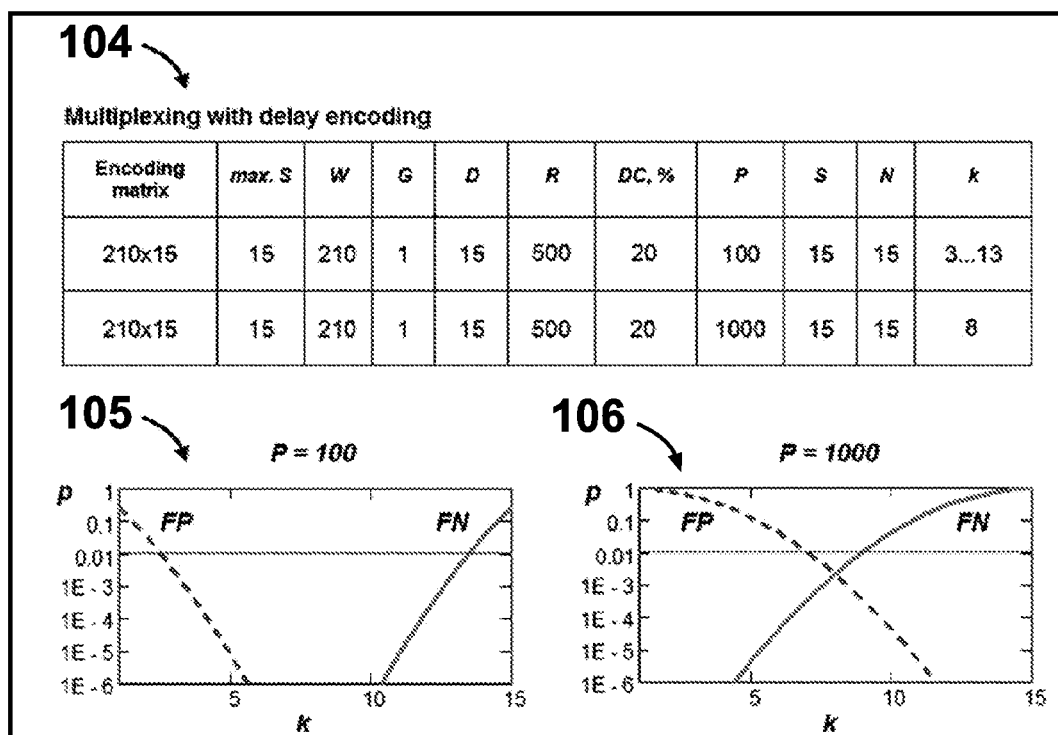 104
Multiplexing with delay encoding
Encoding matrix max. S W G D R DC, % P S N k
210x15 15 210 1 15 500 20 100 15 15 3...13
210x15 15 210 1 15 500 20 1000 15 15 8
105
P = 100
p
1
0.1
0.01
1E - 3
1E - 4
1E - 5
1E - 6
FP
FN
5 10 15
k
106
P = 1000
p
1
0.1
0.01
1E - 3
1E - 4
1E - 5
1E - 6
FP
FN
5 10 15
k